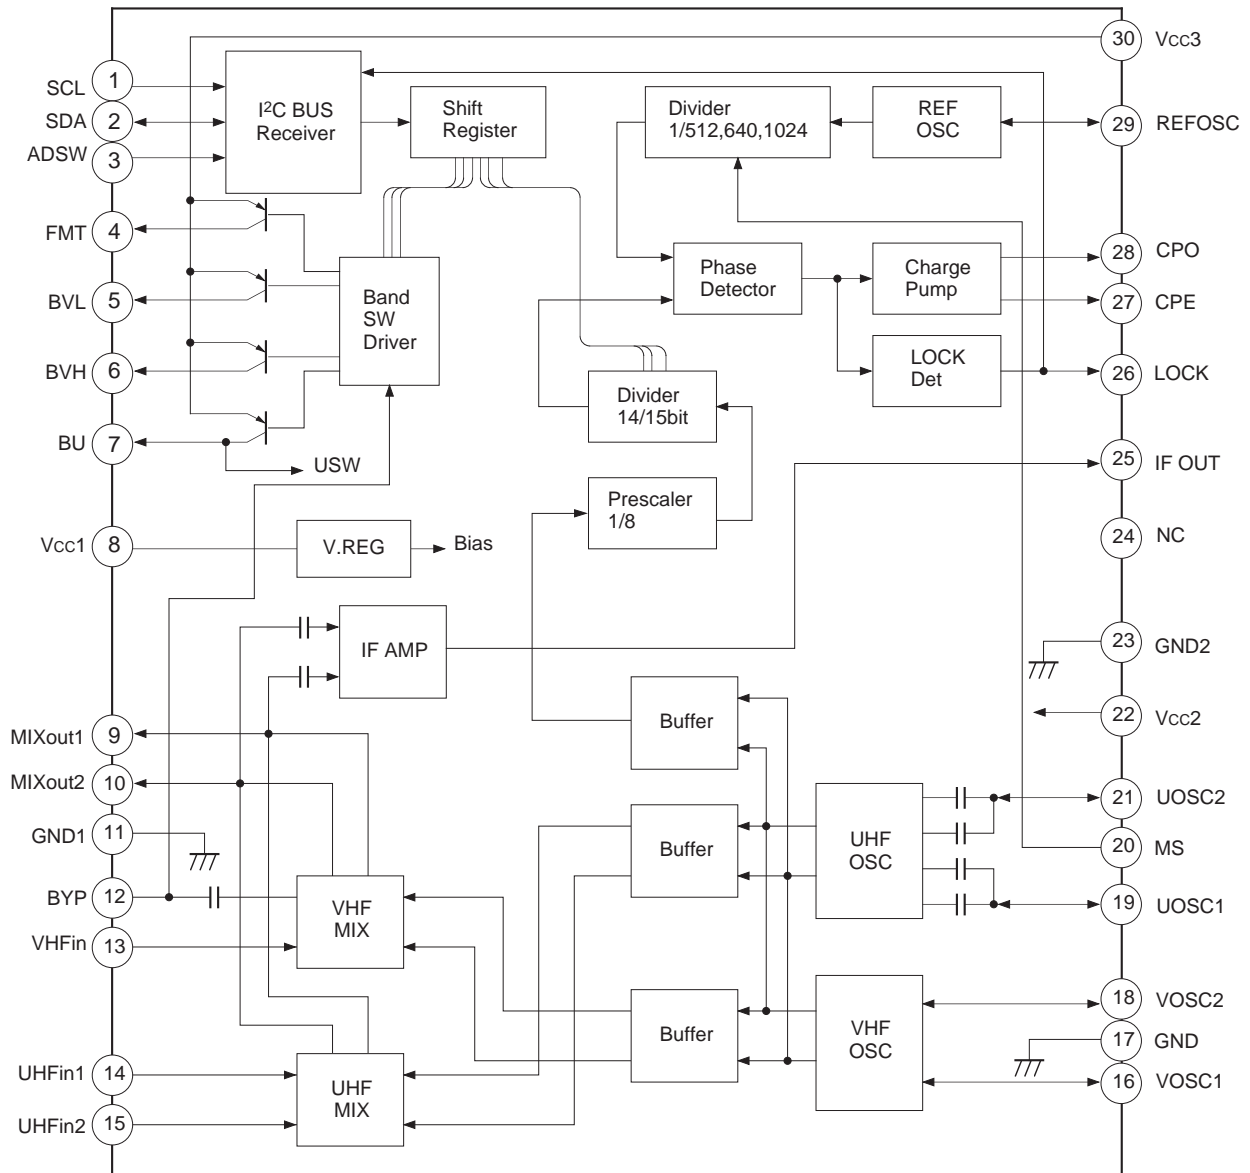 SCL
1
SDA
2
ADSW
3
FMT
4
BVL
5
BVH
6
BU
7
VCC1
8
MIXout1
9
MIXout2
10
GND1
11
BYP
12
VHFin
13
UHFin1
14
UHFin2
15
I²C BUS
Receiver
Shift
Register
Divider
1/512,640,1024
REF
OSC
Band
SW
Driver
Phase
Detector
Charge
Pump
LOCK
Det
Divider
14/15bit
USW
Prescaler
1/8
V.REG
Bias
IF AMP
Buffer
Buffer
UHF
OSC
VHF
MIX
Buffer
VHF
OSC
UHF
MIX
30
VCC3
29
REFOSC
28
CPO
27
CPE
26
LOCK
25
IF OUT
24
NC
23
GND2
22
VCC2
21
UOSC2
20
MS
19
UOSC1
18
VOSC2
17
GND
16
VOSC1